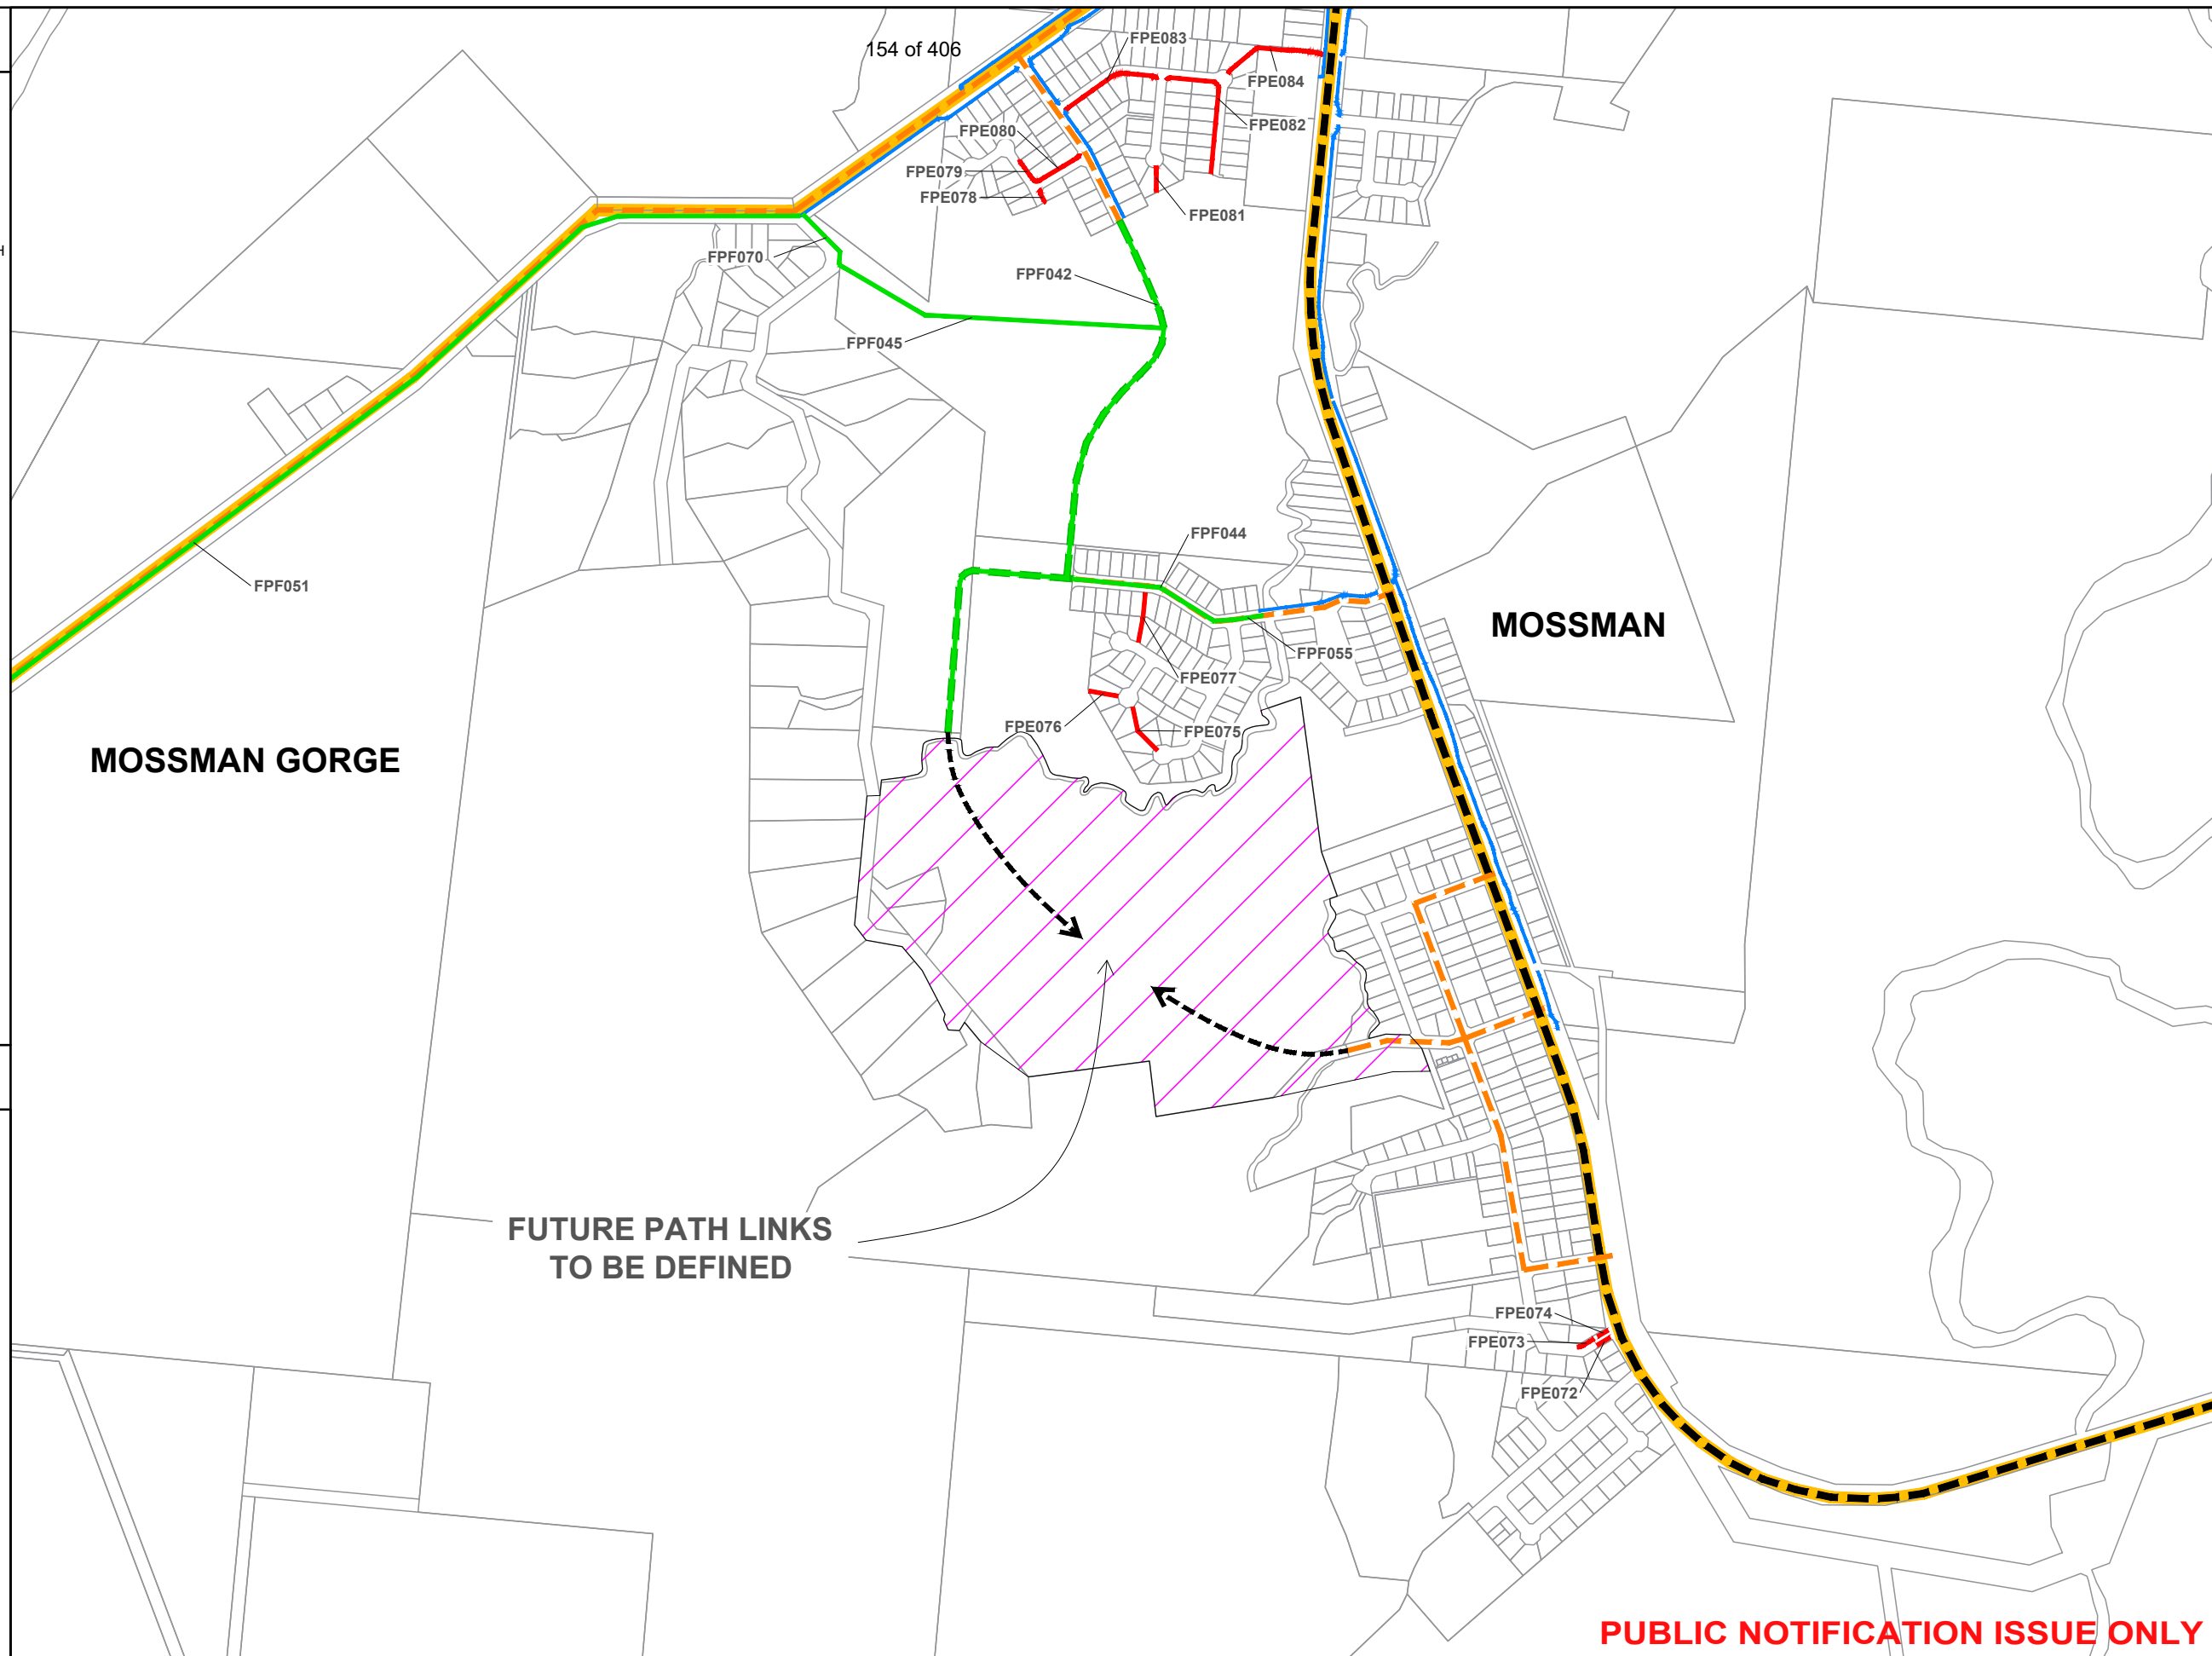 154 of 406
FPE083
FPE084
FPE082
FPE080
FPE079
FPE078
FPE081
H
FPF070
FPF042
FPF045
FPF044
FPF051
MOSSMAN
FPF055
FPE077
FPE076
FPE075
MOSSMAN GORGE
FUTURE PATH LINKS
TO BE DEFINED
FPE074
FPE073
FPE072
PUBLIC NOTIFICATION ISSUE ONLY